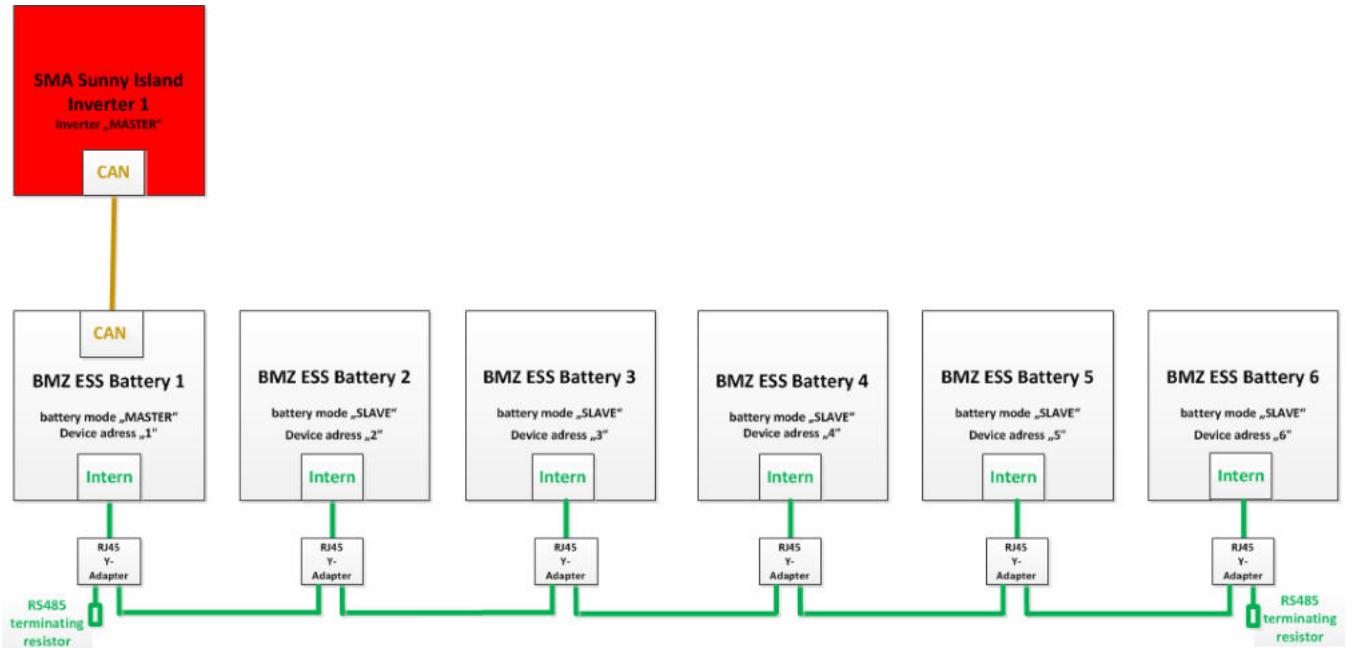 SMA Sunny Island
Inverter 1
Inverter „MASTER"
CAN
CAN
BMZ ESS Battery 1
battery mode „MASTER"
Device adress „1"
Intern
BMZ ESS Battery 2
battery mode „SLAVE"
Device adress „2"
Intern
BMZ ESS Battery 3
battery mode „SLAVE"
Device adress „3"
Intern
BMZ ESS Battery 4
battery mode „SLAVE"
Device adress „4"
Intern
BMZ ESS Battery 5
battery mode „SLAVE"
Device adress „5"
Intern
BMZ ESS Battery 6
battery mode „SLAVE"
Device adress „6"
Intern
RJ45
Y-
Adapter
RJ45
Y-
Adapter
RJ45
Y-
Adapter
RJ45
Y-
Adapter
RJ45
Y-
Adapter
RJ45
Y-
Adapter
RS485
terminating
resistor
RS485
terminating
resistor